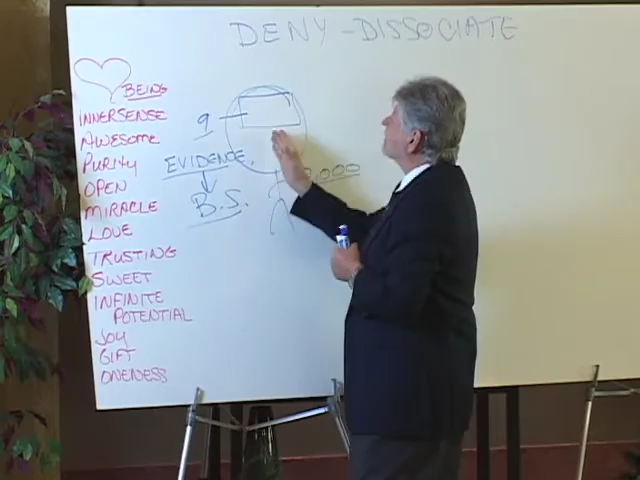 DENY - DISSOCIATE
BEING
INNERSENSE
AWESOME
PURITY
OPEN
MIRACLE
LOVE
TRUSTING
SWEET
INFINITE
POTENTIAL
JOY
GIFT
ONENESS
9
EVIDENCE
B.S.